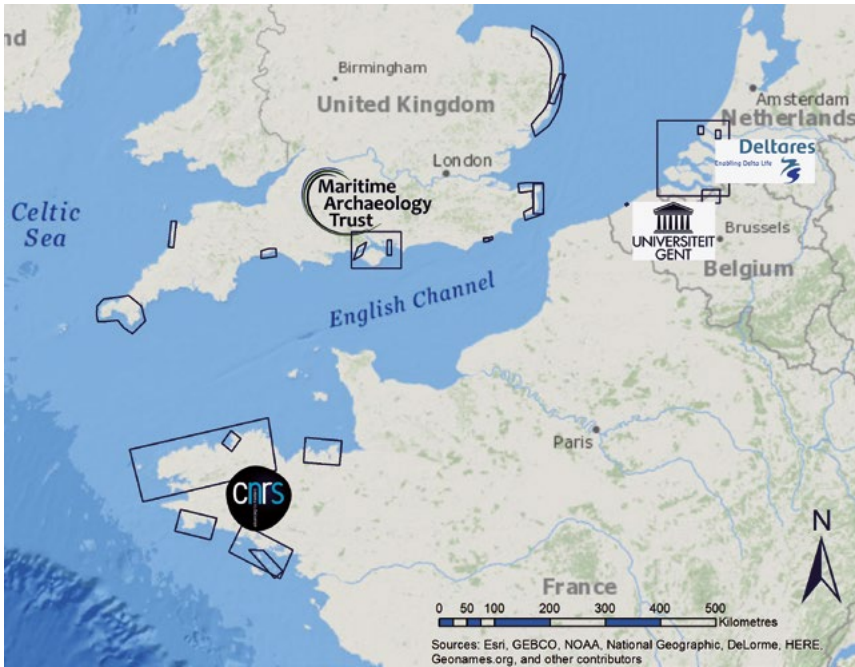 nd
Birmingham
United Kingdom
London
Amsterdam
Netherlands
Deltares
Enabling Delta Life
Maritime
Archaeology
Trust
Celtic
Sea
UNIVERSITEIT
GENT
Brussels
Belgium
English Channel
Paris
cnrs
N
France
0 50 100 200 300 400 500
Kilometres
Sources: Esri, GEBCO, NOAA, National Geographic, DeLorme, HERE,
Geonames.org, and other contributors